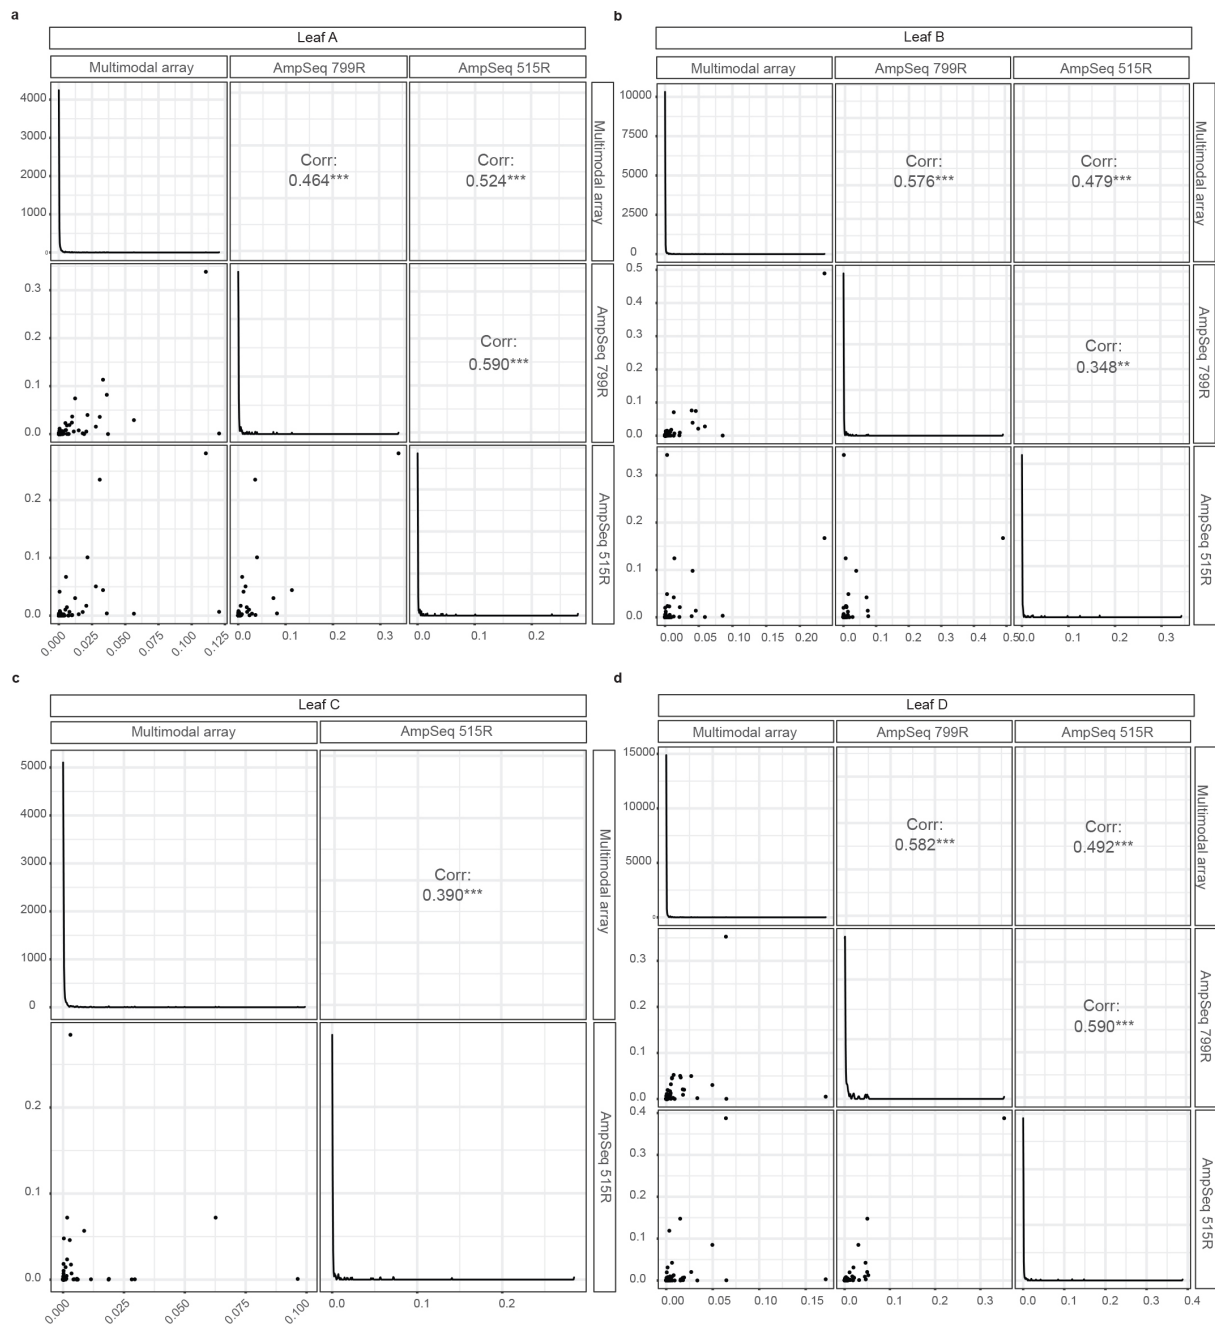 a
Leaf A
Multimodal array
AmpSeq 799R
AmpSeq 515R
4000
3000
2000
1000
0
Corr:
0.464***
Corr:
0.524***
Multimodal array
0.3
0.2
0.1
0.0
Corr:
0.590***
AmpSeq 799R
0.2
0.1
0.0
AmpSeq 515R
0.000
0.025
0.050
0.075
0.100
0.125
0.0
0.1
0.2
0.3
0.0
0.1
0.2
b
Leaf B
Multimodal array
AmpSeq 799R
AmpSeq 515R
10000
7500
5000
2500
0
Corr:
0.576***
Corr:
0.479***
Multimodal array
0.5
0.4
0.3
0.2
0.1
0.0
Corr:
0.348**
AmpSeq 799R
0.3
0.2
0.1
0.0
AmpSeq 515R
0.00
0.05
0.10
0.15
0.20
0.0
0.1
0.2
0.3
0.4
0.5
0.0
0.1
0.2
0.3
c
Leaf C
Multimodal array
AmpSeq 515R
5000
4000
3000
2000
1000
0
Corr:
0.390***
Multimodal array
0.2
0.1
0.0
AmpSeq 515R
0.000
0.025
0.050
0.075
0.100
0.0
0.1
0.2
d
Leaf D
Multimodal array
AmpSeq 799R
AmpSeq 515R
15000
10000
5000
0
Corr:
0.582***
Corr:
0.492***
Multimodal array
0.3
0.2
0.1
0.0
Corr:
0.590***
AmpSeq 799R
0.4
0.3
0.2
0.1
0.0
AmpSeq 515R
0.00
0.05
0.10
0.15
0.0
0.1
0.2
0.3
0.0
0.1
0.2
0.3
0.4